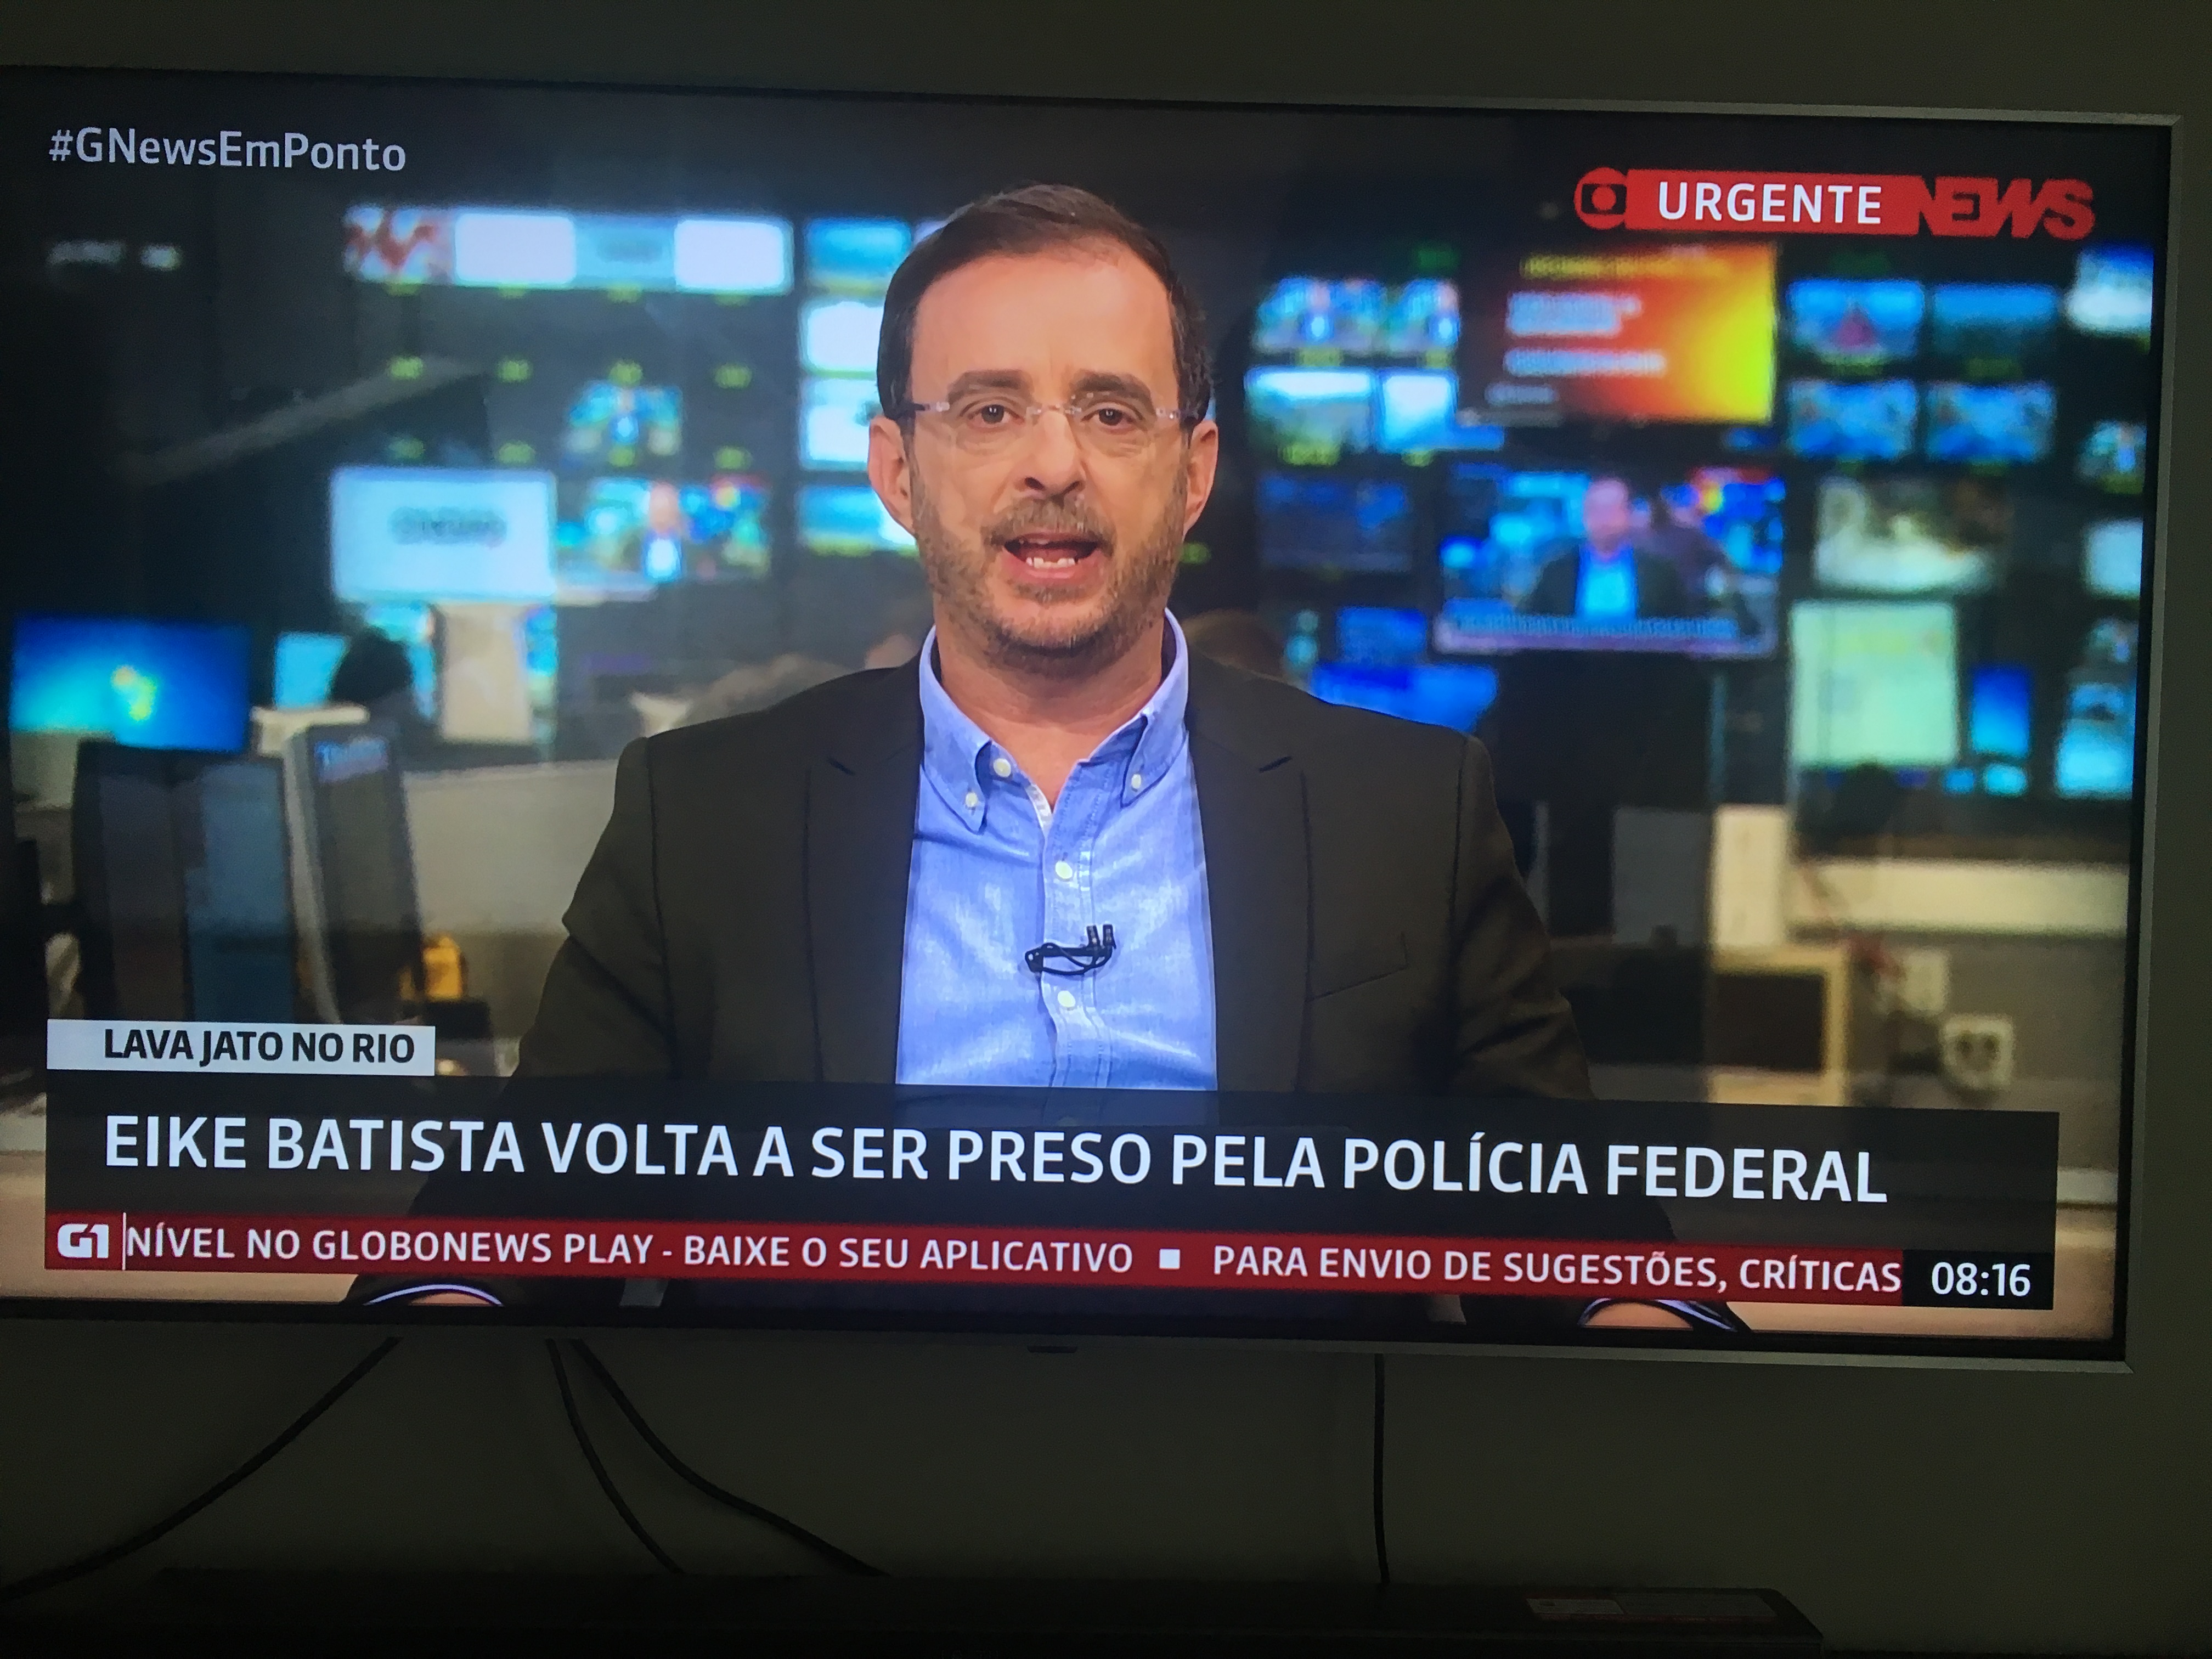 #GNewsEmPonto
URGENTE NEWS
LAVA JATO NO RIO
EIKE BATISTA VOLTA A SER PRESO PELA POLÍCIA FEDERAL
G1 NÍVEL NO GLOBONEWS PLAY - BAIXE O SEU APLICATIVO ■ PARA ENVIO DE SUGESTÕES, CRÍTICAS 08:16